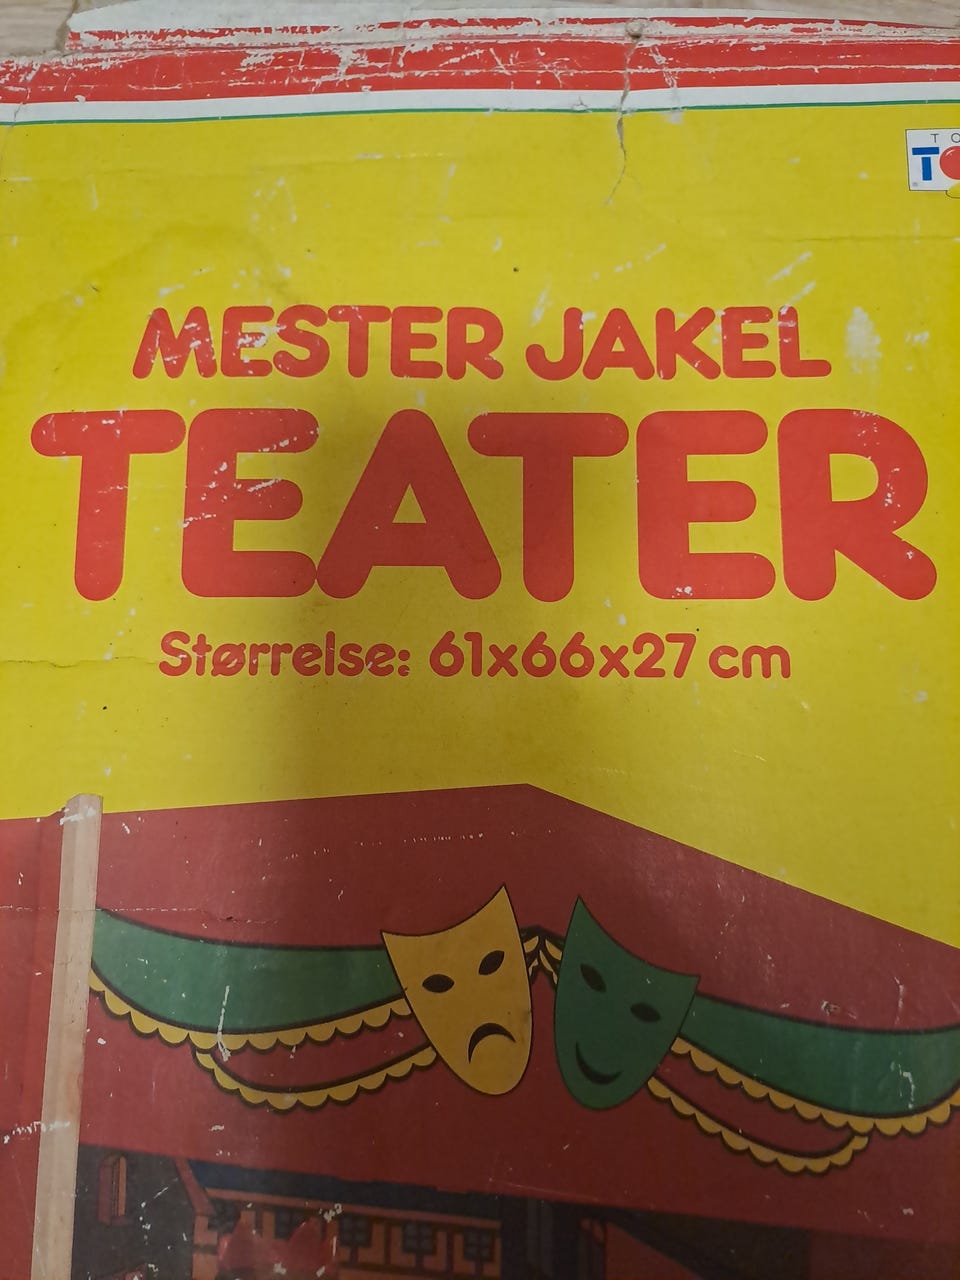 MESTER JAKEL
TEATER
Størrelse: 61x66x27 cm